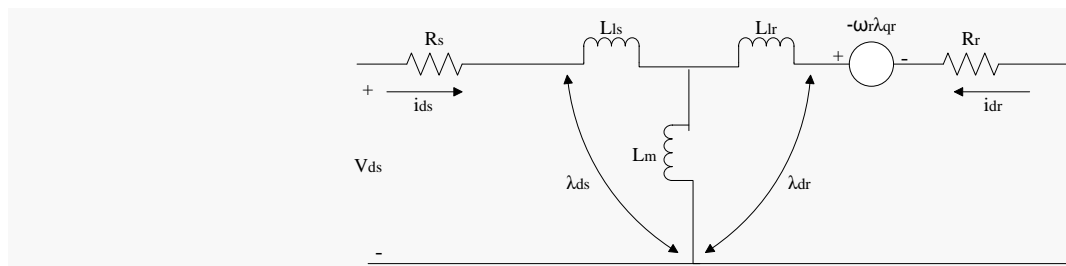 Rs
Lls
Llr
-ωrλqr
Rr
+ -
+
ids
idr
Lm
Vds
λds
λdr
-